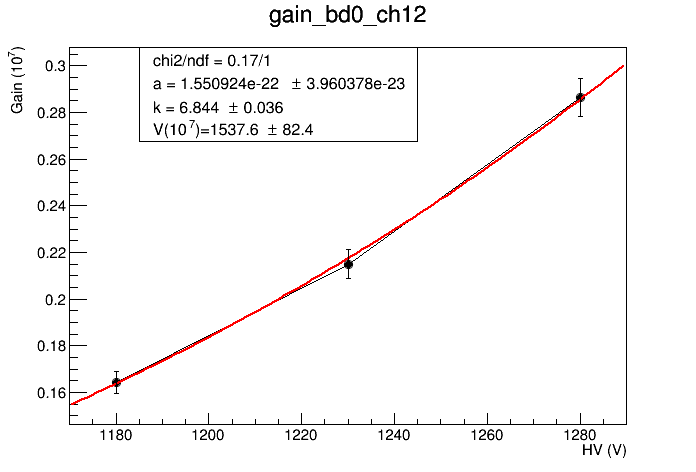 gain_bd0_ch12
Gain (10^7)
chi2/ndf = 0.17/1
a = 1.550924e-22 ± 3.960378e-23
k = 6.844 ± 0.036
V(10^7)=1537.6 ± 82.4
0.3
0.28
0.26
0.24
0.22
0.2
0.18
0.16
1180 1200 1220 1240 1260 1280
HV (V)